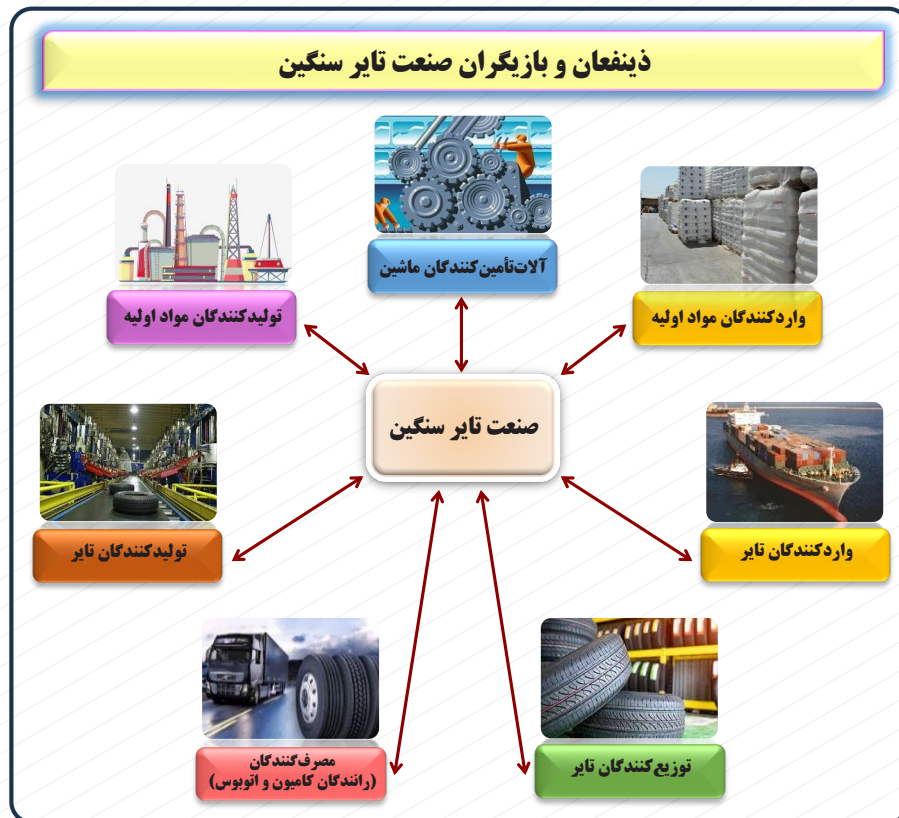 ذینفعان و بازیگران صنعت تایر سنگین
آلات‌تأمین‌کنندگان ماشین
واردکنندگان مواد اولیه
تولیدکنندگان مواد اولیه
صنعت تایر سنگین
واردکنندگان تایر
تولیدکنندگان تایر
توزیع‌کنندگان تایر
مصرف‌کنندگان
(رانندگان کامیون و اتوبوس)